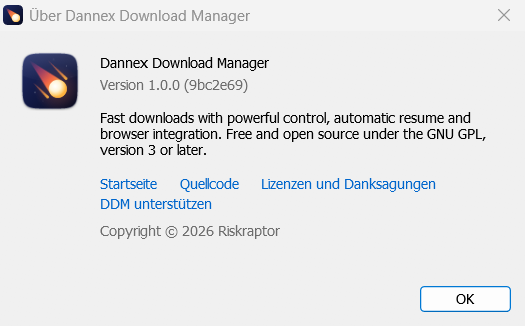 Über Dannex Download Manager
Dannex Download Manager
Version 1.0.0 (9bc2e69)
Fast downloads with powerful control, automatic resume and
browser integration. Free and open source under the GNU GPL,
version 3 or later.
Startseite Quellcode Lizenzen und Danksagungen
DDM unterstützen
Copyright © 2026 Riskraptor
OK